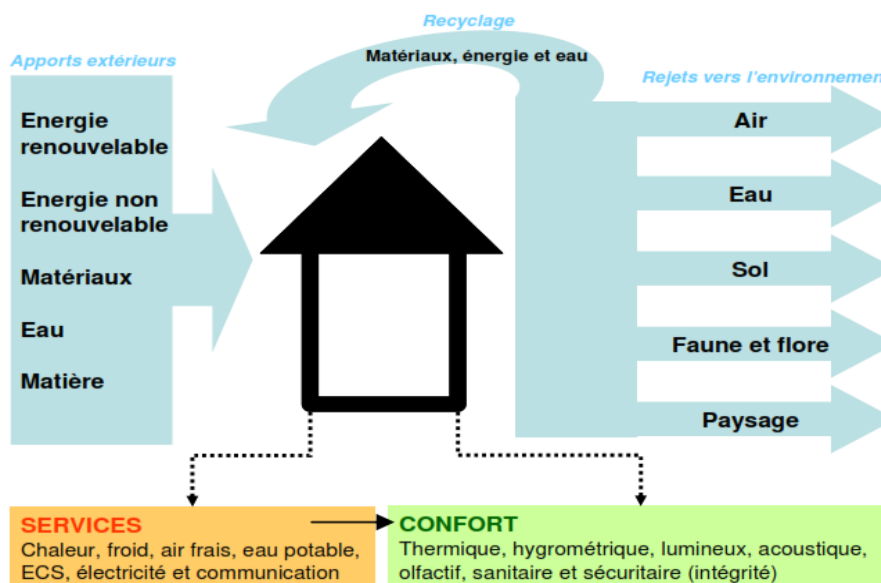 Recyclage
Matériaux, énergie et eau
Apports extérieurs
Energie
renouvelable
Energie non
renouvelable
Matériaux
Eau
Matière
Rejets vers l'environnemen
Air
Eau
Sol
Faune et flore
Paysage
SERVICES
Chaleur, froid, air frais, eau potable,
ECS, électricité et communication
CONFORT
Thermique, hygrométrique, lumineux, acoustique,
olfactif, sanitaire et sécuritaire (intégrité)